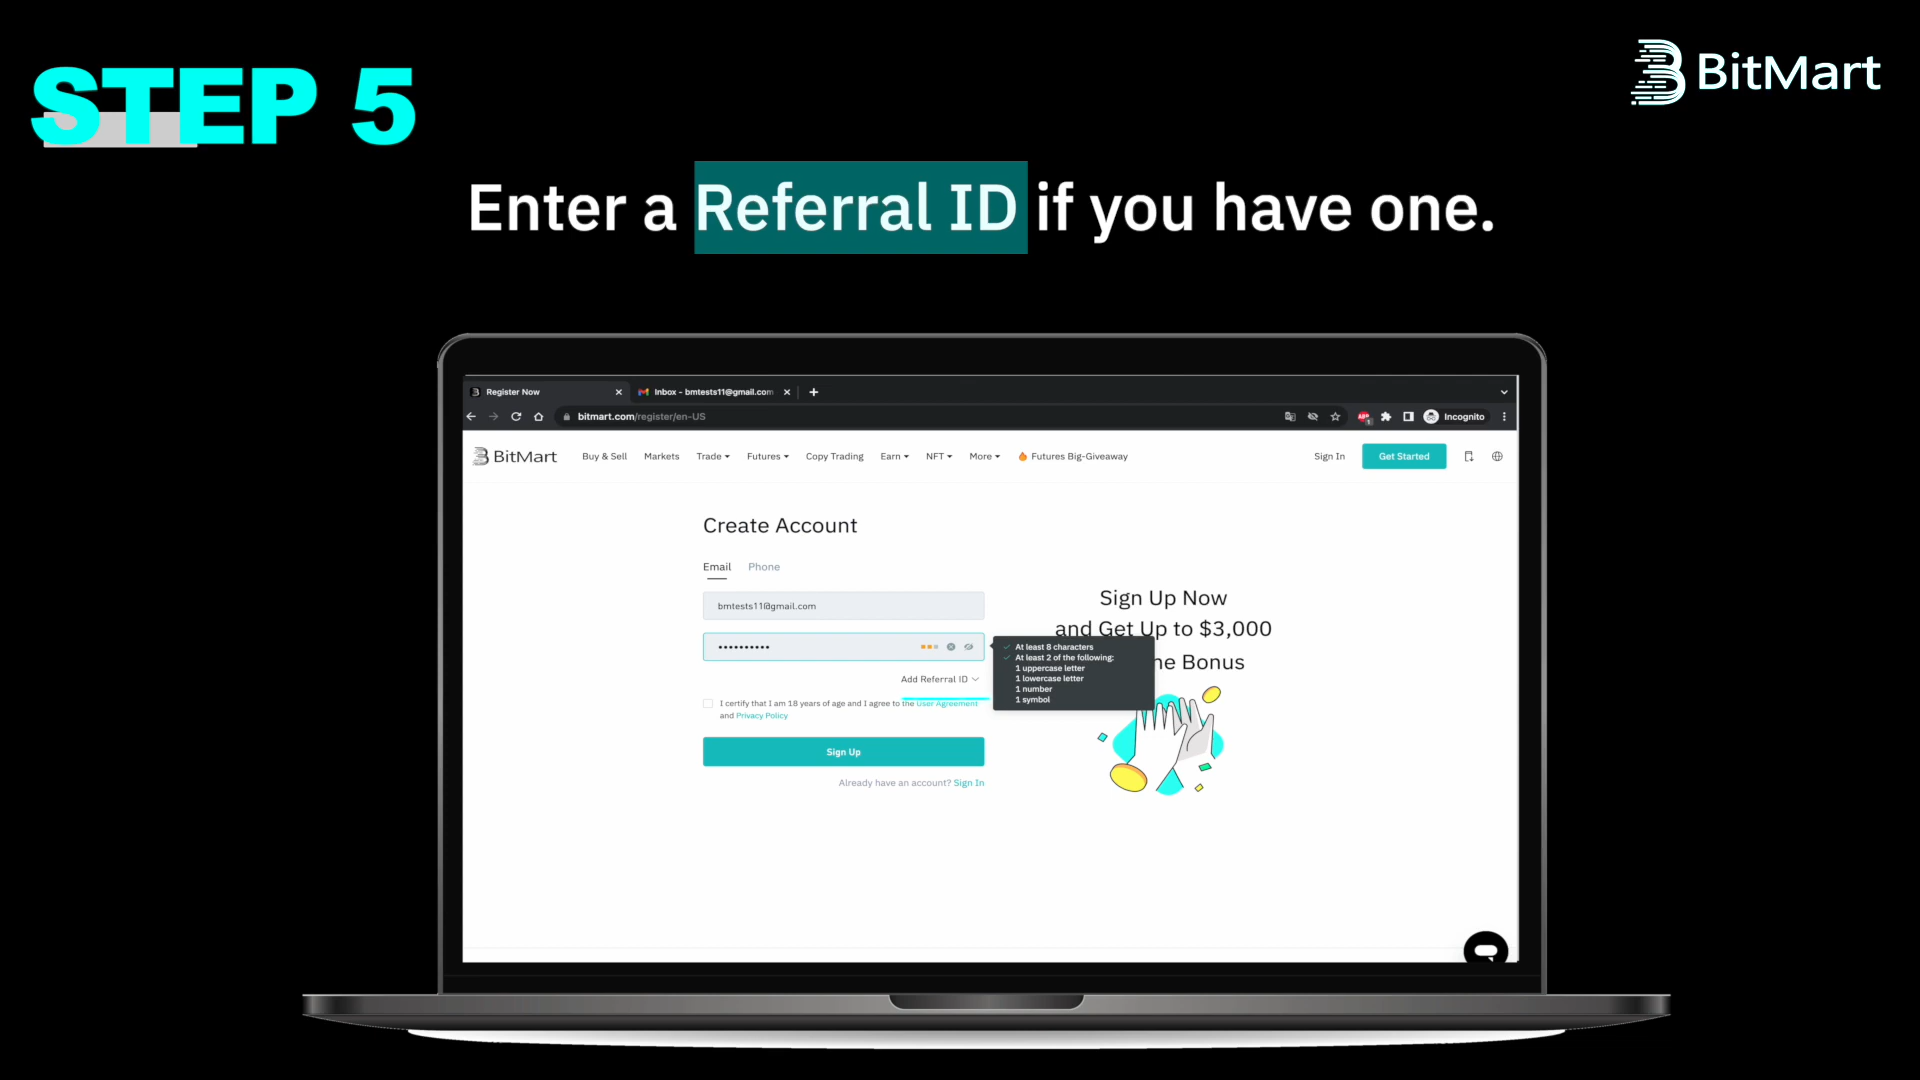 STEP 5
BitMart
Enter a Referral ID if you have one.
Register Now
Inbox - bmtests11@gmail.com
bitmart.com/register/en-US
ABP
1
Incognito
BitMart
Buy & Sell
Markets
Trade
Futures
Copy Trading
Earn
NFT
More
Futures Big-Giveaway
Sign In
Get Started
Create Account
Email
Phone
bmtests11@gmail.com
Add Referral ID
I certify that I am 18 years of age and I agree to the User Agreement
and Privacy Policy
Sign Up
Already have an account? Sign In
Sign Up Now
and Get Up to $3,000
Bonus
At least 8 characters
At least 2 of the following:
1 uppercase letter
1 lowercase letter
1 number
1 symbol